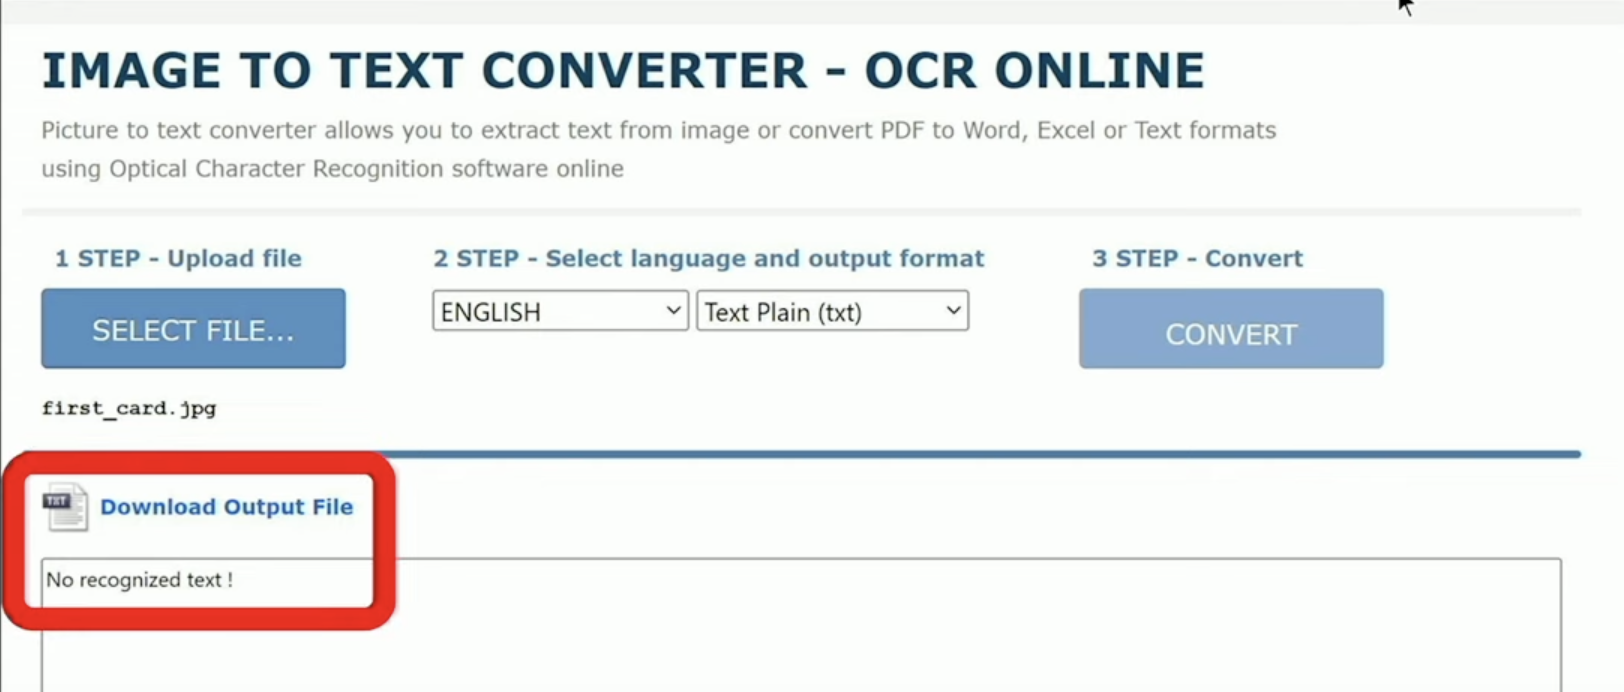 IMAGE TO TEXT CONVERTER - OCR ONLINE
Picture to text converter allows you to extract text from image or convert PDF to Word, Excel or Text formats
using Optical Character Recognition software online
1 STEP - Upload file
2 STEP - Select language and output format
3 STEP - Convert
SELECT FILE...
ENGLISH
Text Plain (txt)
CONVERT
first_card.jpg
TXT
Download Output File
No recognized text !